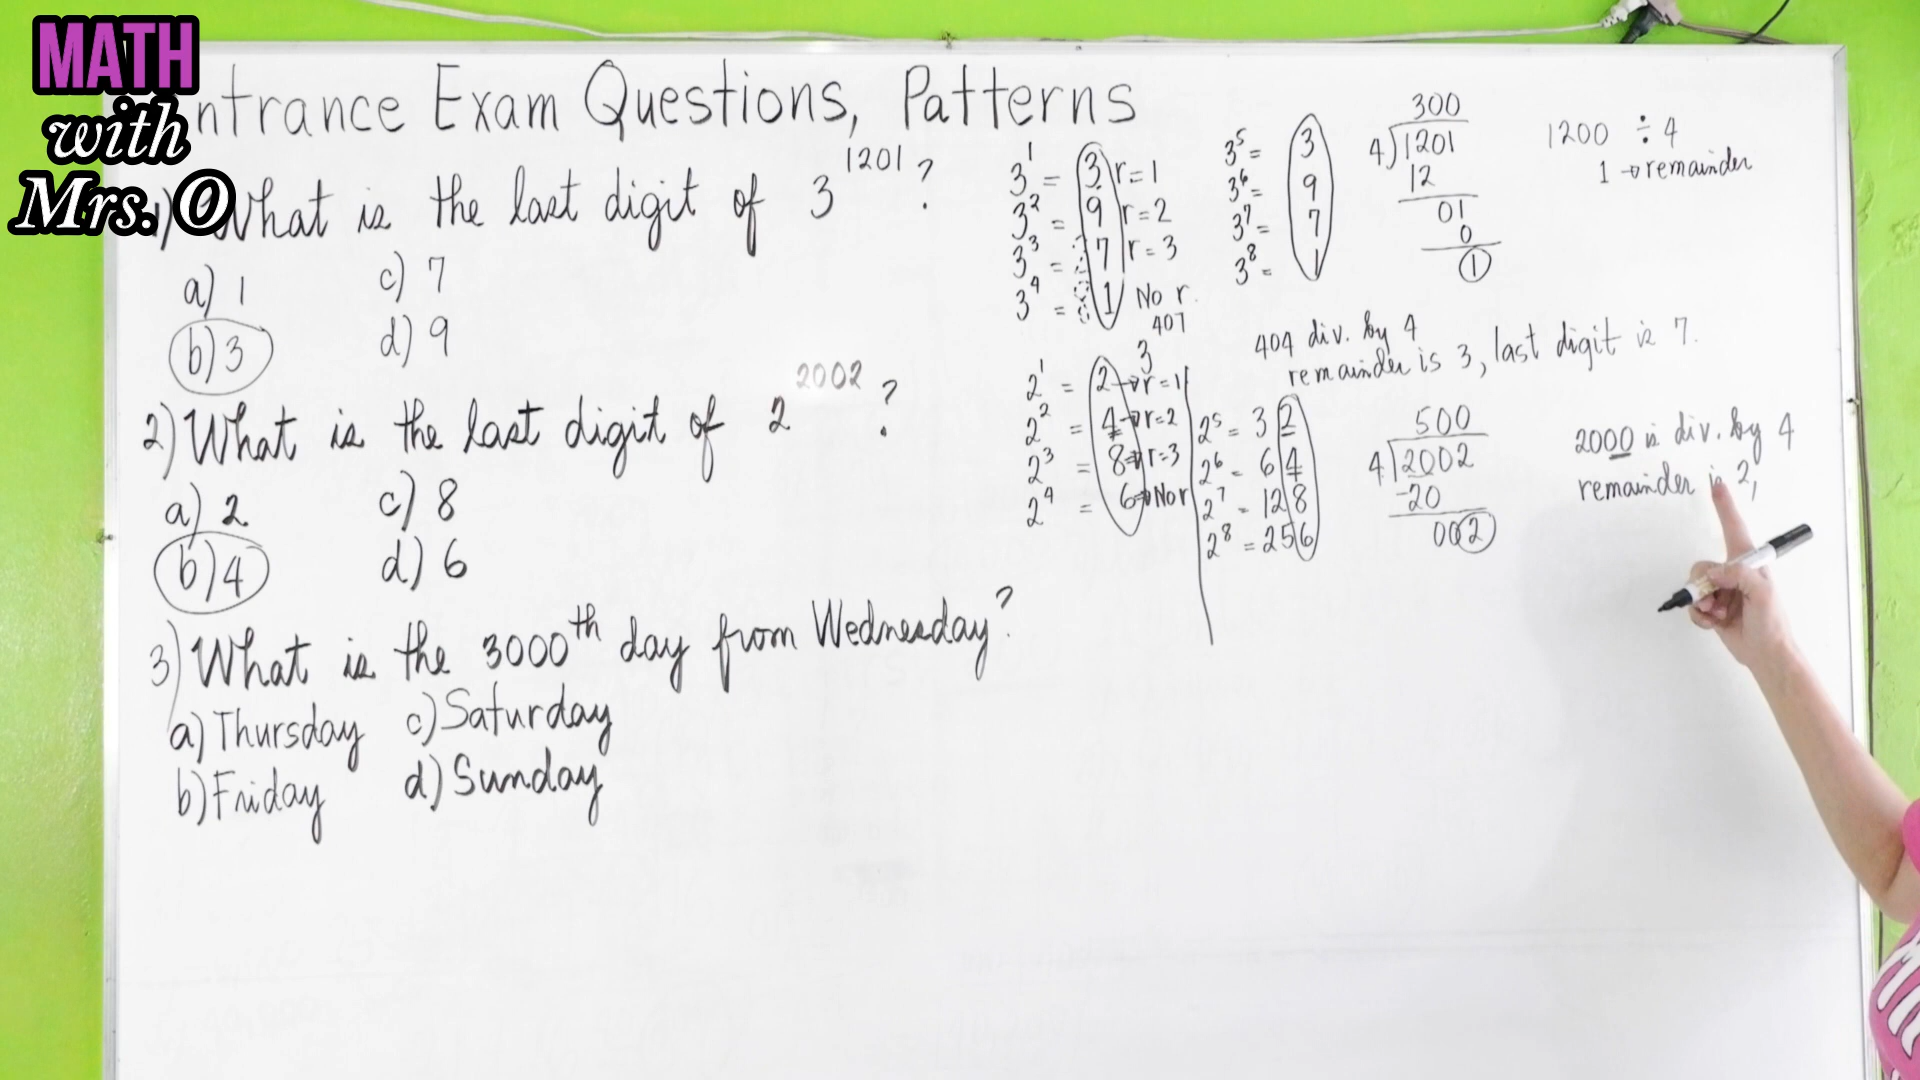 MATH
with
Mrs. O
ntrance Exam Questions, Patterns
1) What is the last digit of 3^1201?
a) 1 c) 7
b) 3 d) 9
2) What is the last digit of 2^2002?
a) 2 c) 8
b) 4 d) 6
3) What is the 3000th day from Wednesday?
a) Thursday c) Saturday
b) Friday d) Sunday
3^1 = 3 r=1
3^2 = 9 r=2
3^3 = 27 r=3
3^4 = 81 No r.
3^5 = 3
3^6 = 9
3^7 = 7
3^8 = 1
300
4)1201
12
01
0
1
1200 ÷ 4
1 → remainder
3^407
404 div. by 4
remainder is 3, last digit is 7.
2^1 = 2 → r=1
2^2 = 4 → r=2
2^3 = 8 → r=3
2^4 = 6 → No r
2^5 = 32
2^6 = 64
2^7 = 128
2^8 = 256
500
4)2002
-20
002
2000 is div. by 4
remainder is 2,